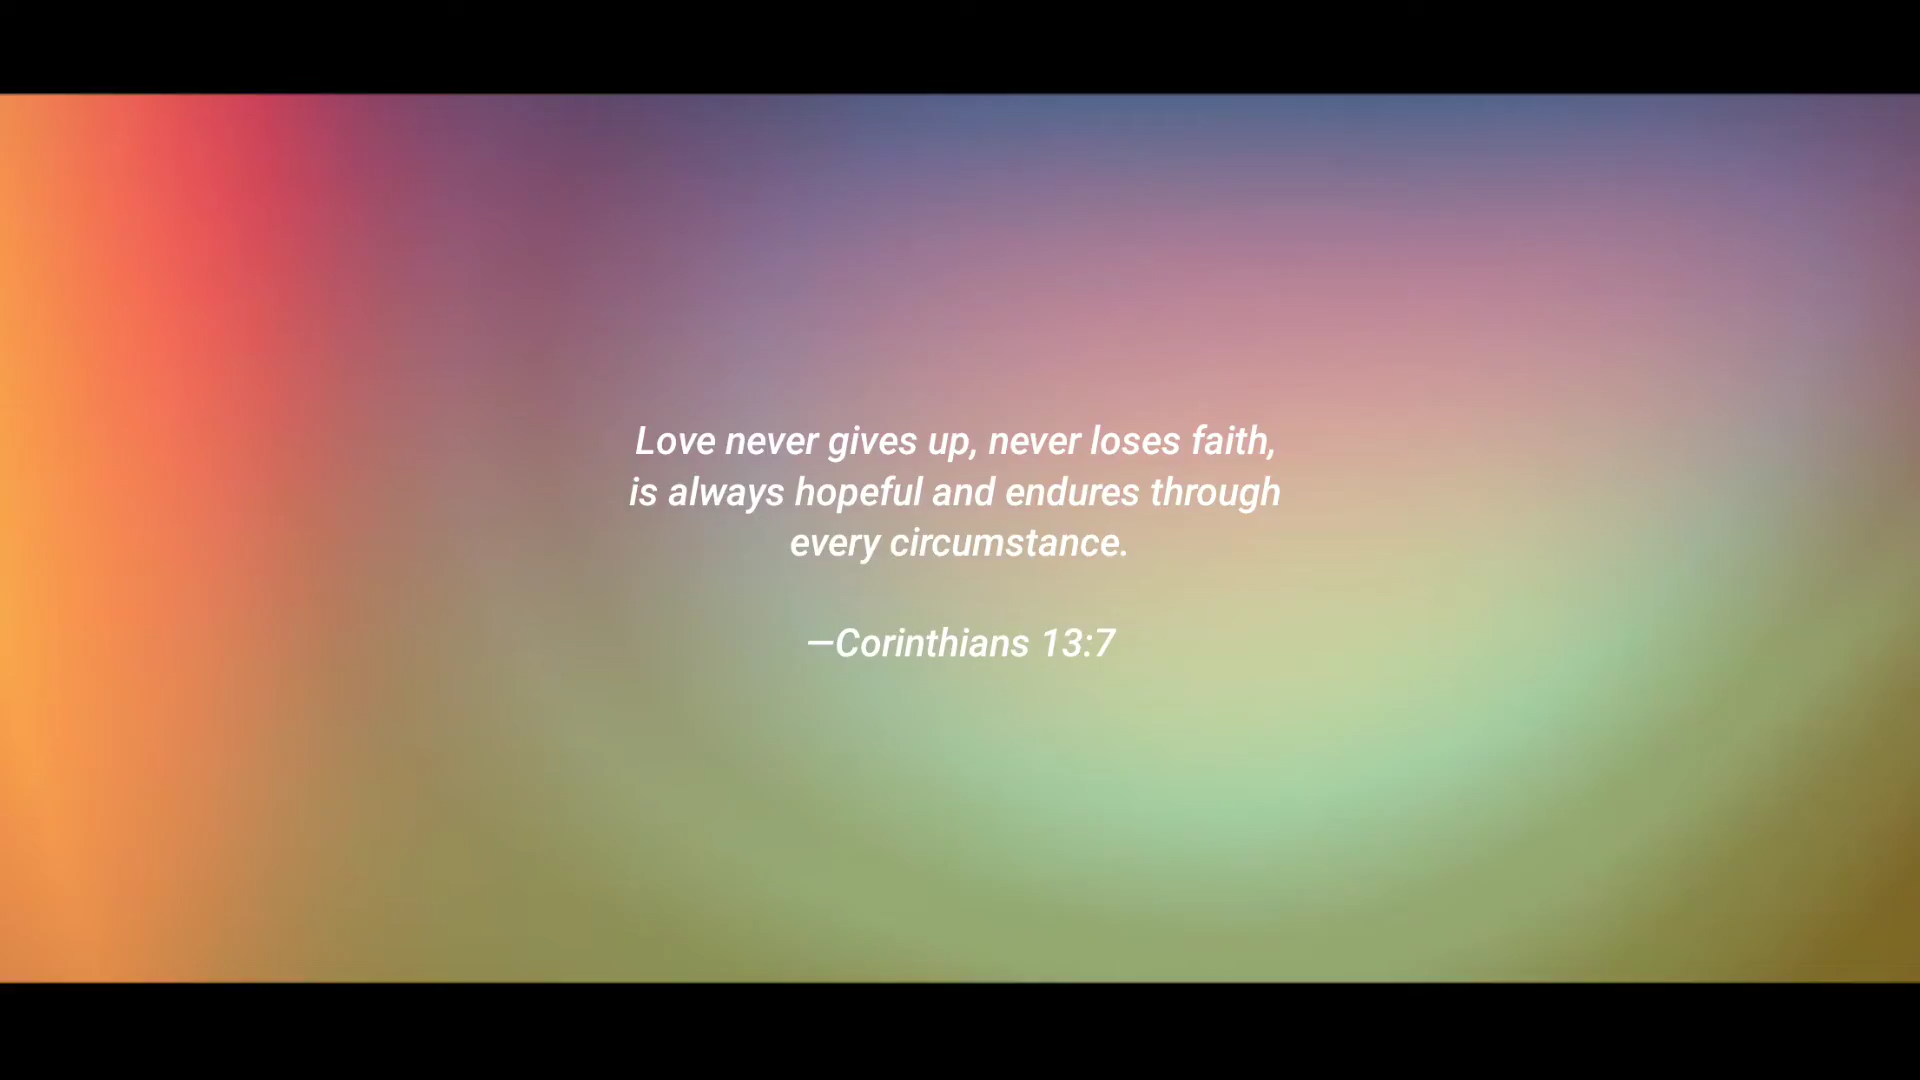 Love never gives up, never loses faith,
is always hopeful and endures through
every circumstance.
—Corinthians 13:7